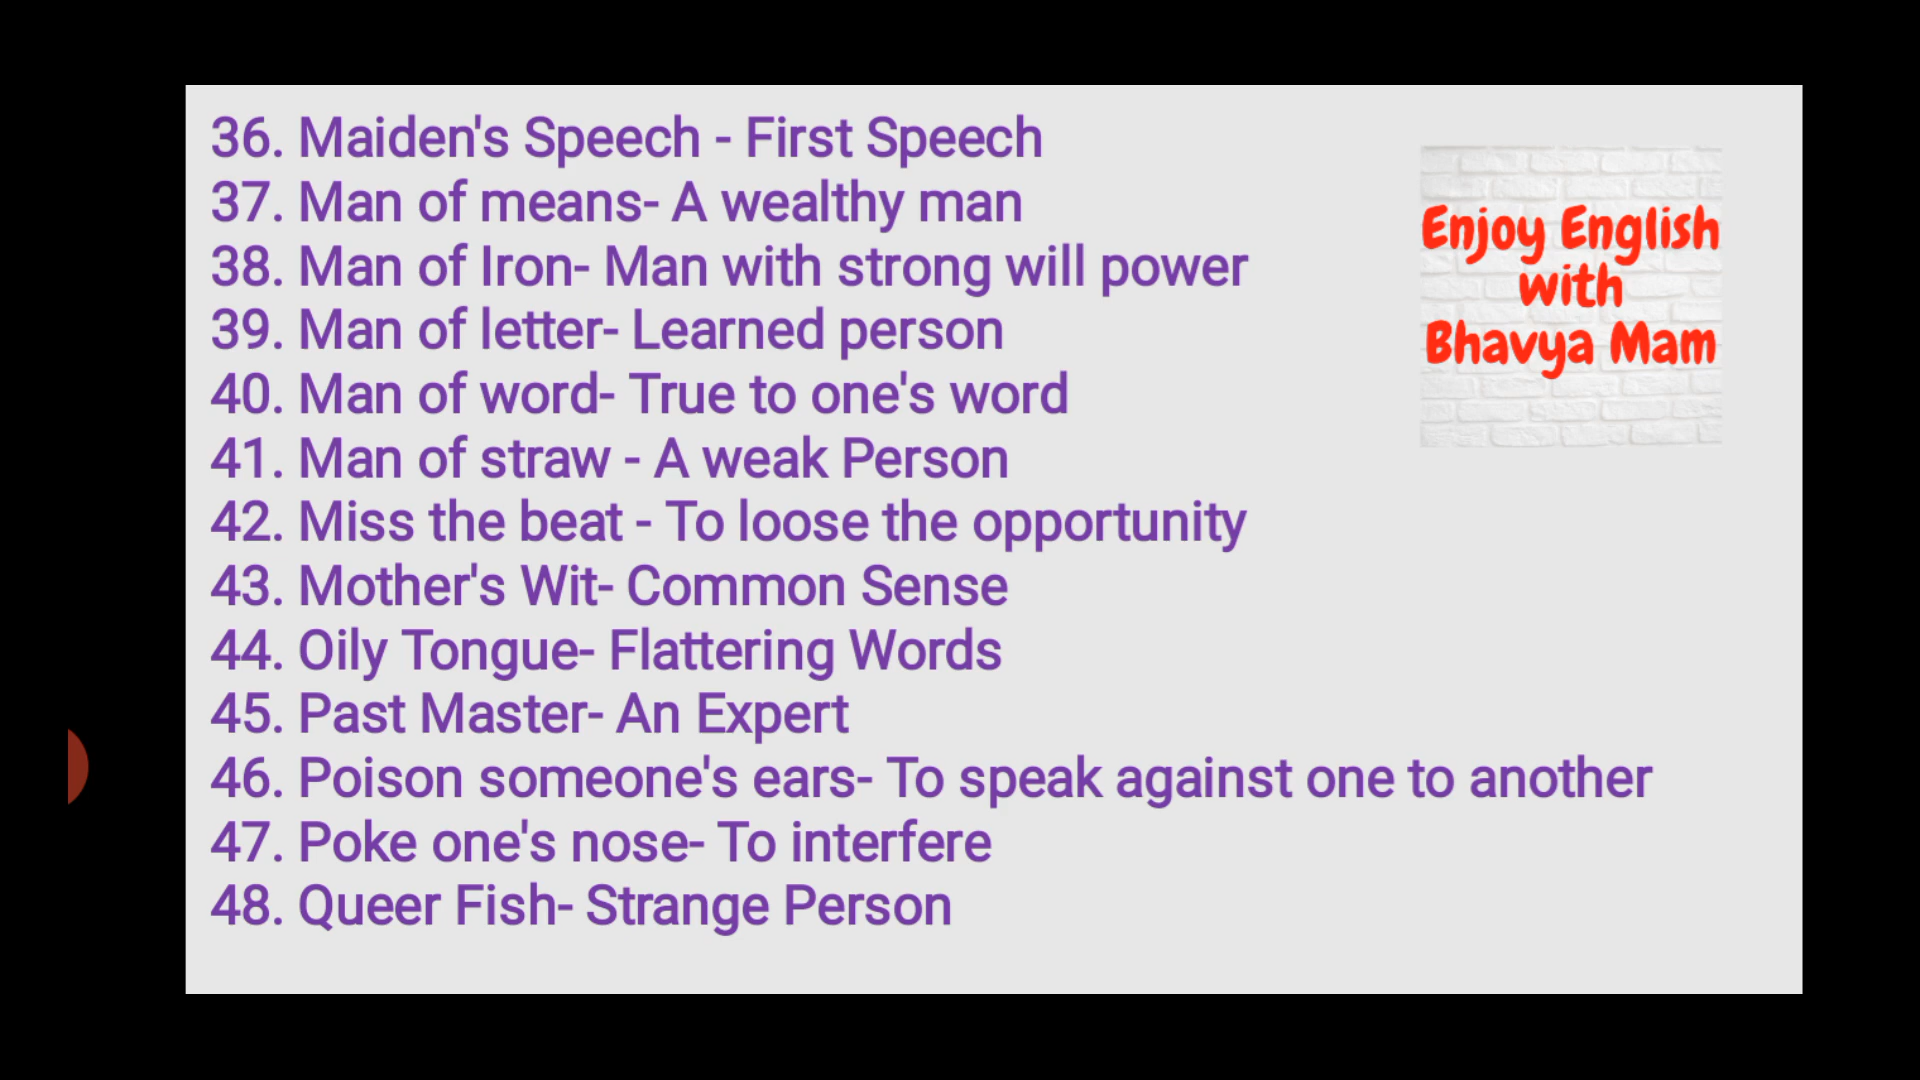 36. Maiden's Speech - First Speech
37. Man of means- A wealthy man
38. Man of Iron- Man with strong will power
39. Man of letter- Learned person
40. Man of word- True to one's word
41. Man of straw - A weak Person
42. Miss the beat - To loose the opportunity
43. Mother's Wit- Common Sense
44. Oily Tongue- Flattering Words
45. Past Master- An Expert
46. Poison someone's ears- To speak against one to another
47. Poke one's nose- To interfere
48. Queer Fish- Strange Person
Enjoy English
with
Bhavya Mam